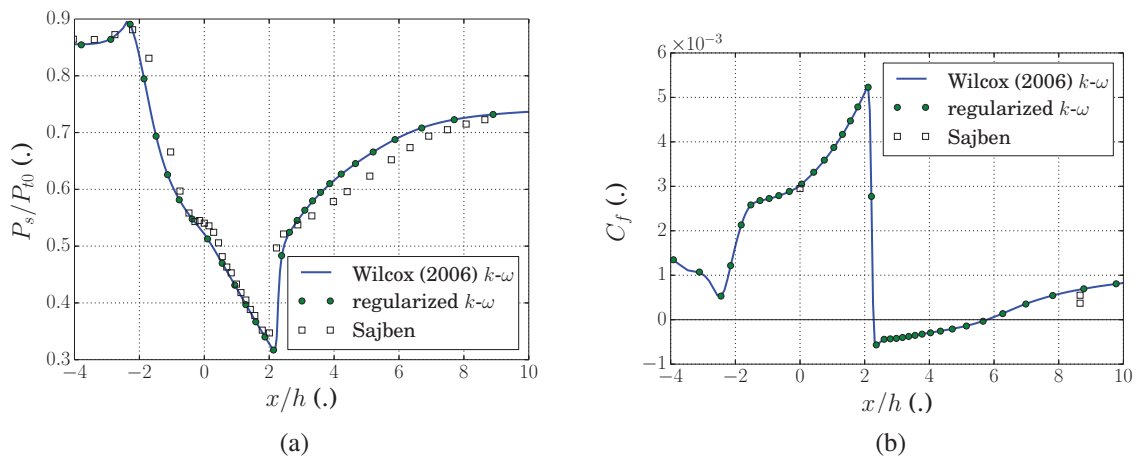 0.9
0.8
0.7
0.6
0.5
0.4
0.3
P_s/P_{t0} (.)
−4 −2 0 2 4 6 8 10
x/h (.)
Wilcox (2006) k-ω
regularized k-ω
Sajben
(a)
6 ×10^{−3}
5
4
3
2
1
0
−1
C_f (.)
−4 −2 0 2 4 6 8 10
x/h (.)
Wilcox (2006) k-ω
regularized k-ω
Sajben
(b)